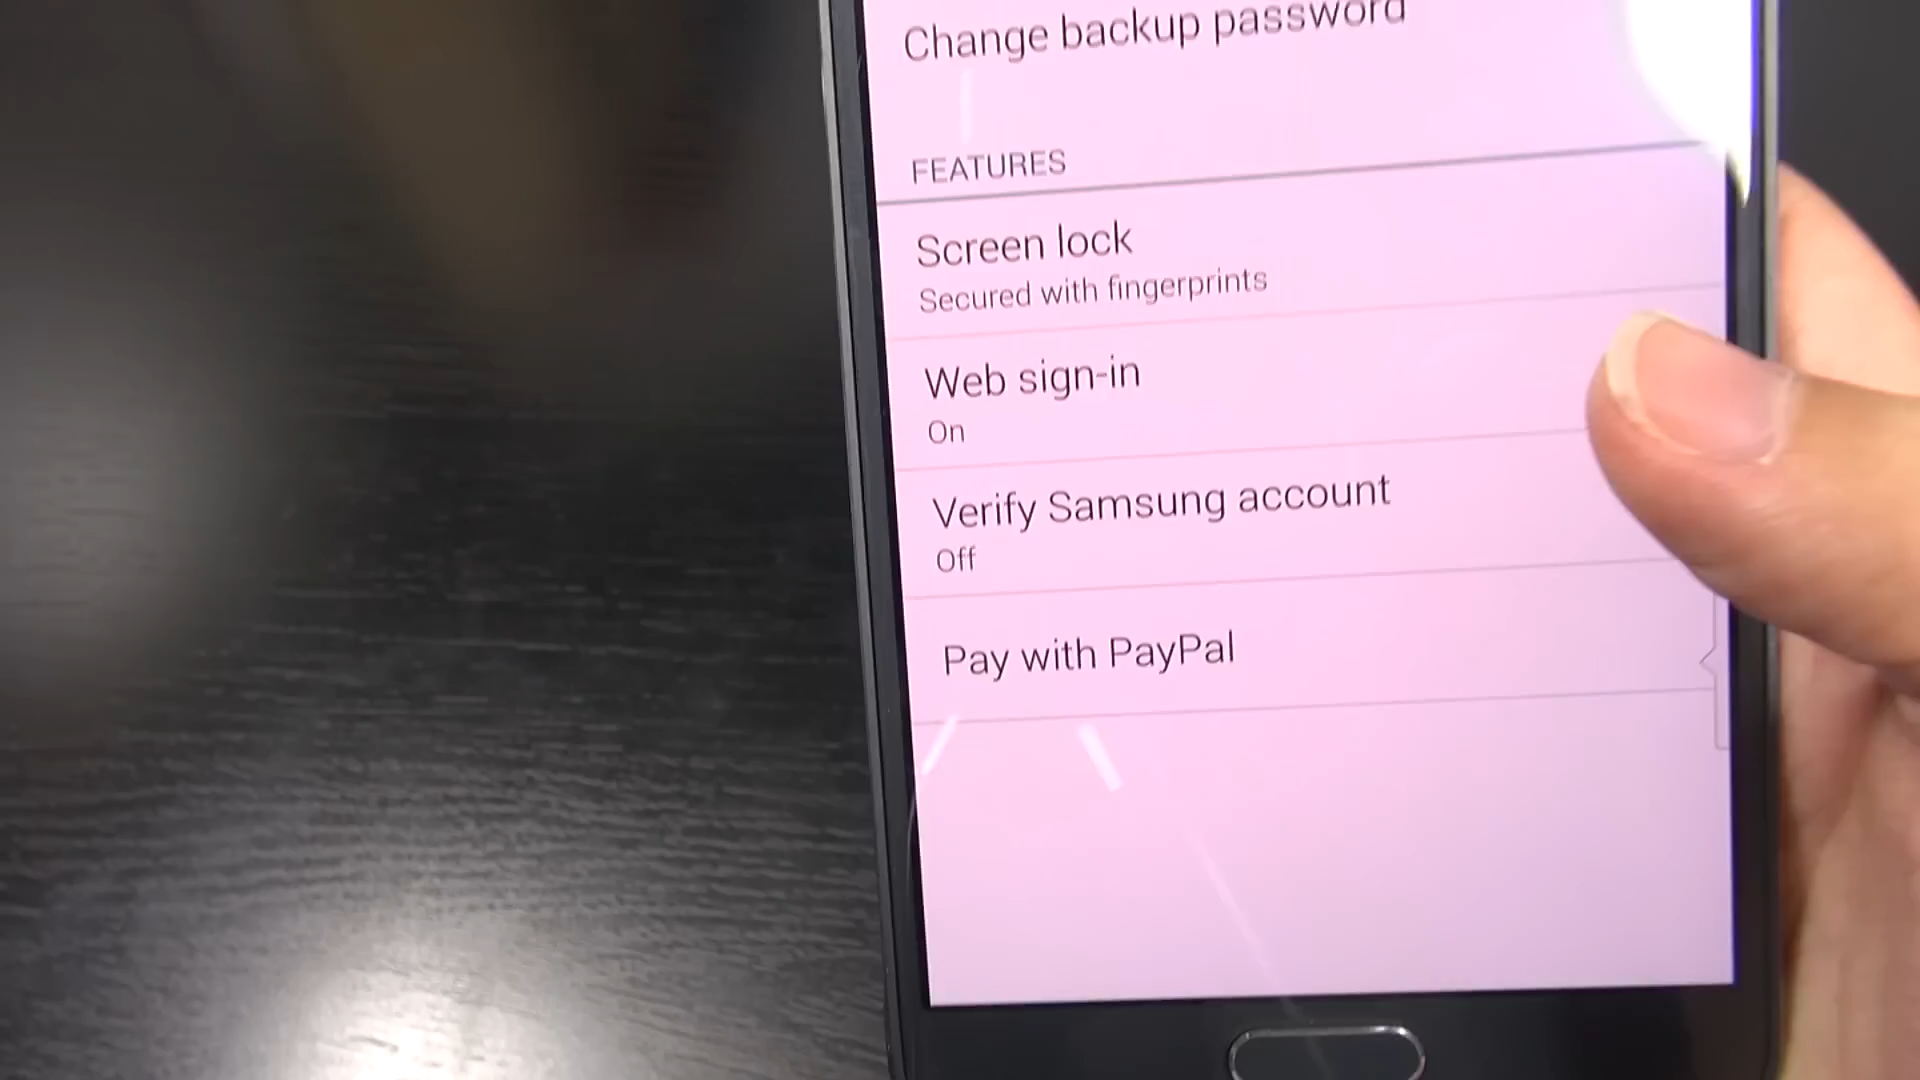 Change backup password
FEATURES
Screen lock
Secured with fingerprints
Web sign-in
On
Verify Samsung account
Off
Pay with PayPal